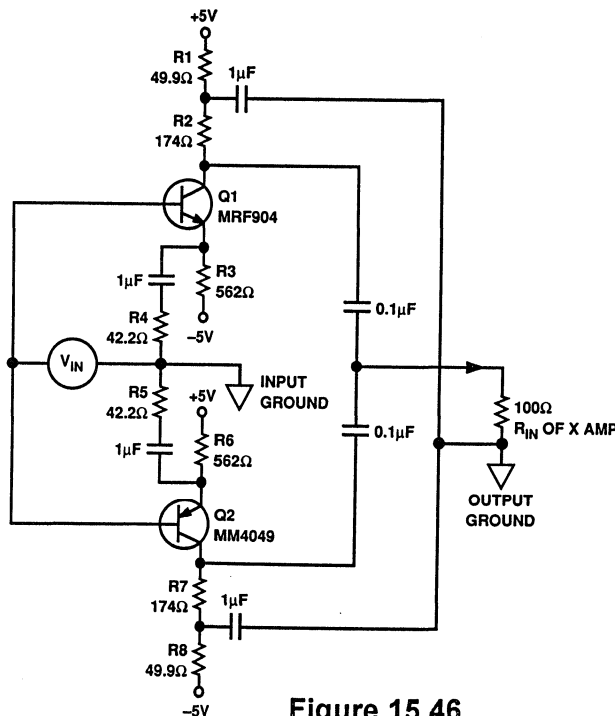 +5V
R1
49.9Ω
1µF
R2
174Ω
Q1
MRF904
1µF
R3
562Ω
R4
42.2Ω
–5V
0.1µF
VIN
INPUT
GROUND
R5
42.2Ω
+5V
1µF
R6
562Ω
0.1µF
100Ω
RIN OF X AMP
OUTPUT
GROUND
Q2
MM4049
R7
174Ω
1µF
R8
49.9Ω
–5V
Figure 15.46